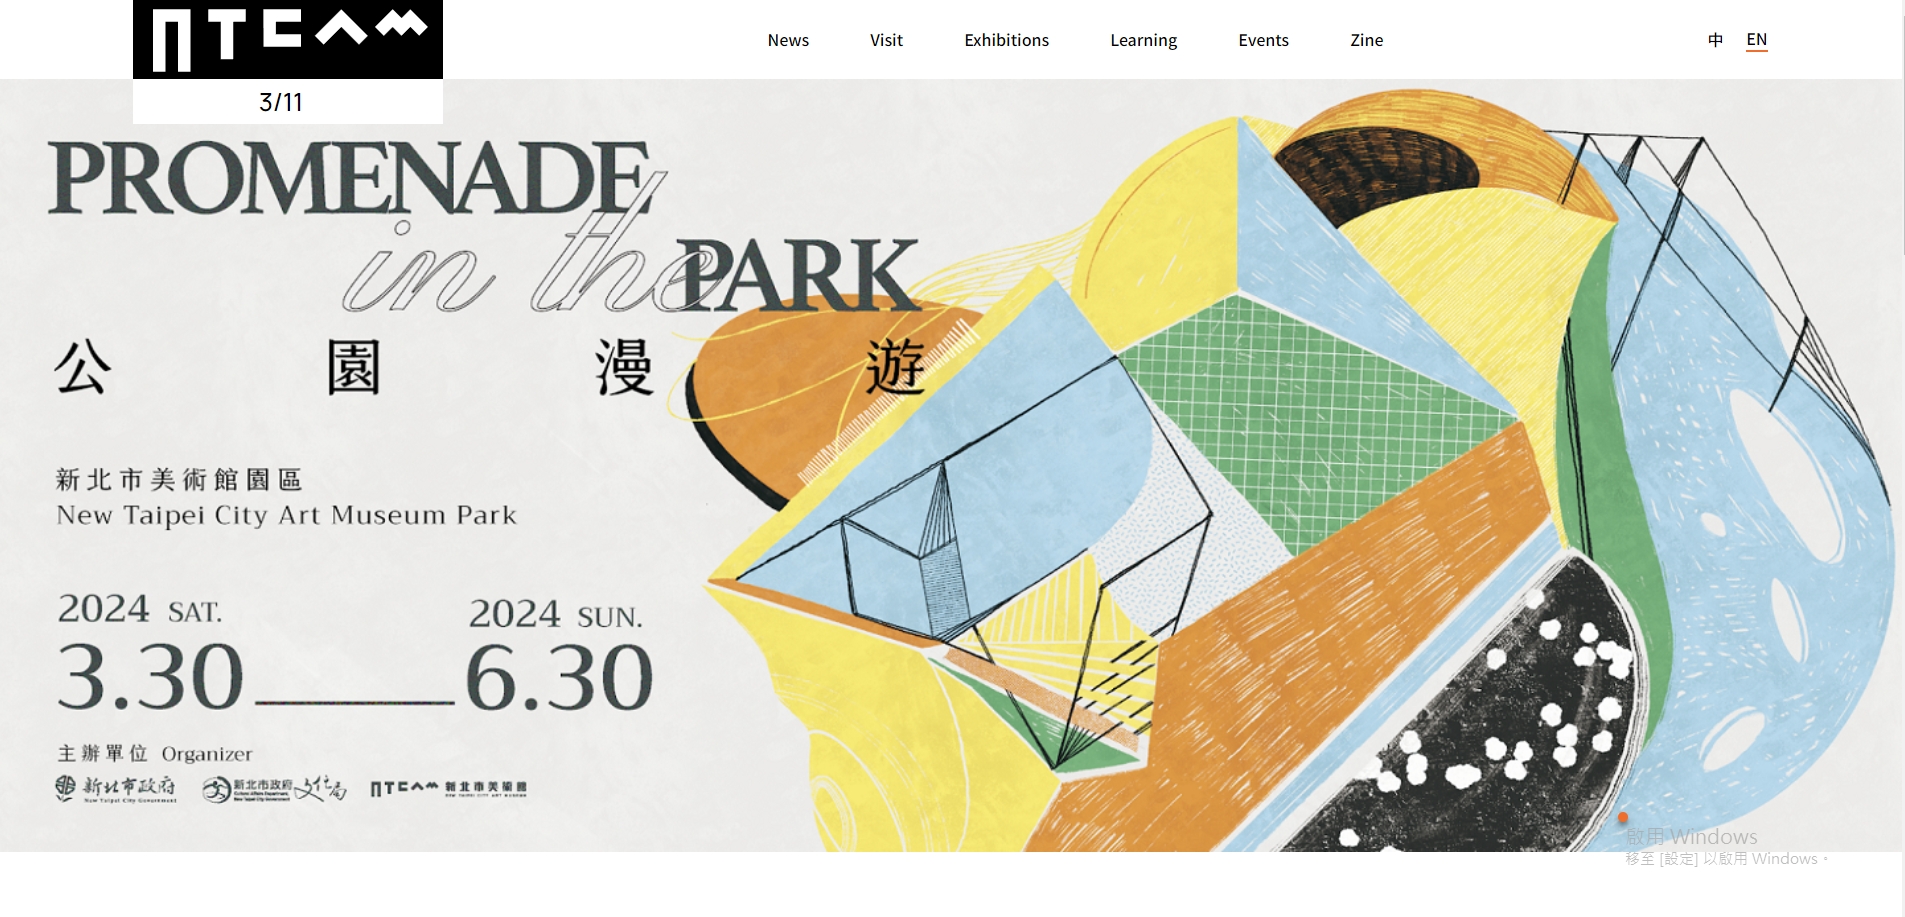 NTCAM
News
Visit
Exhibitions
Learning
Events
Zine
中
EN
3/11
PROMENADE
in the
PARK
公園漫遊
新北市美術館園區
New Taipei City Art Museum Park
2024 SAT.
2024 SUN.
3.30
6.30
主辦單位 Organizer
新北市政府
New Taipei City Government
新北市政府
文化局
Cultural Affairs Department,
New Taipei City Government
NTCAM
新北市美術館
NEW TAIPEI CITY ART MUSEUM
啟用 Windows
移至 [設定] 以啟用 Windows。